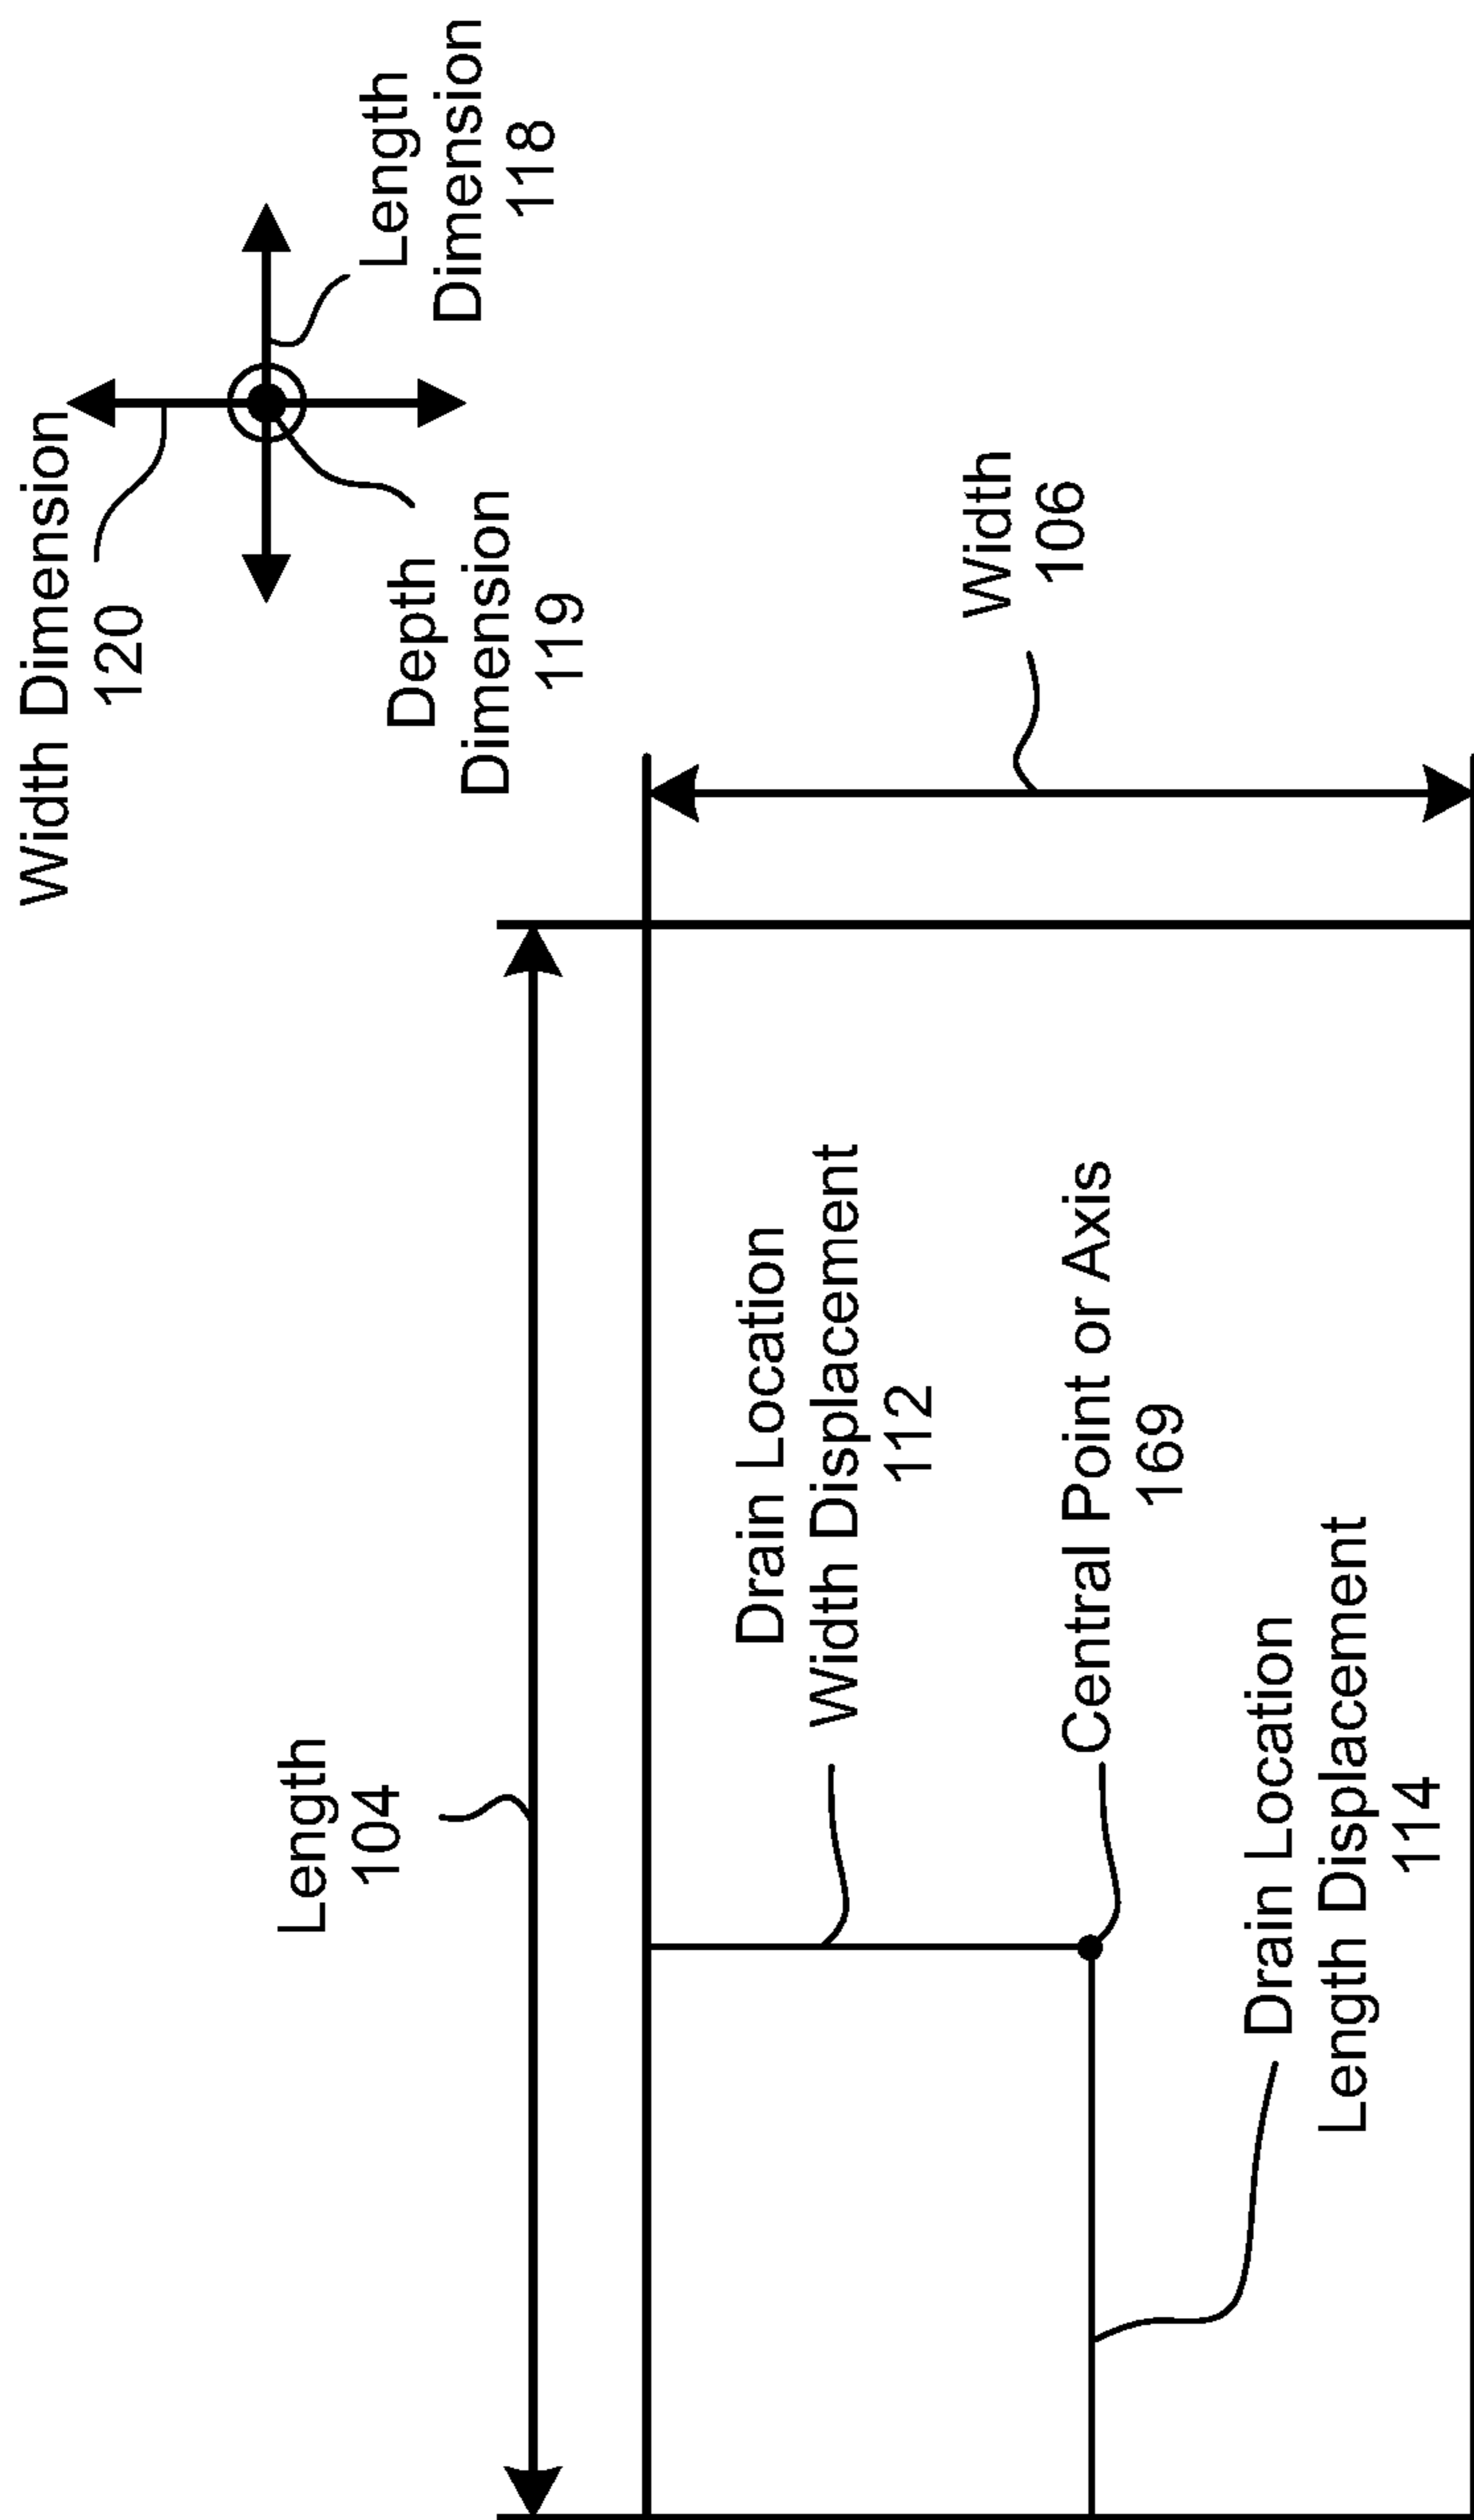 Width Dimension
120
Length
Dimension
118
Depth
Dimension
119
Length
104
Width
106
Drain Location
Width Displacement
112
Central Point or Axis
169
Drain Location
Length Displacement
114